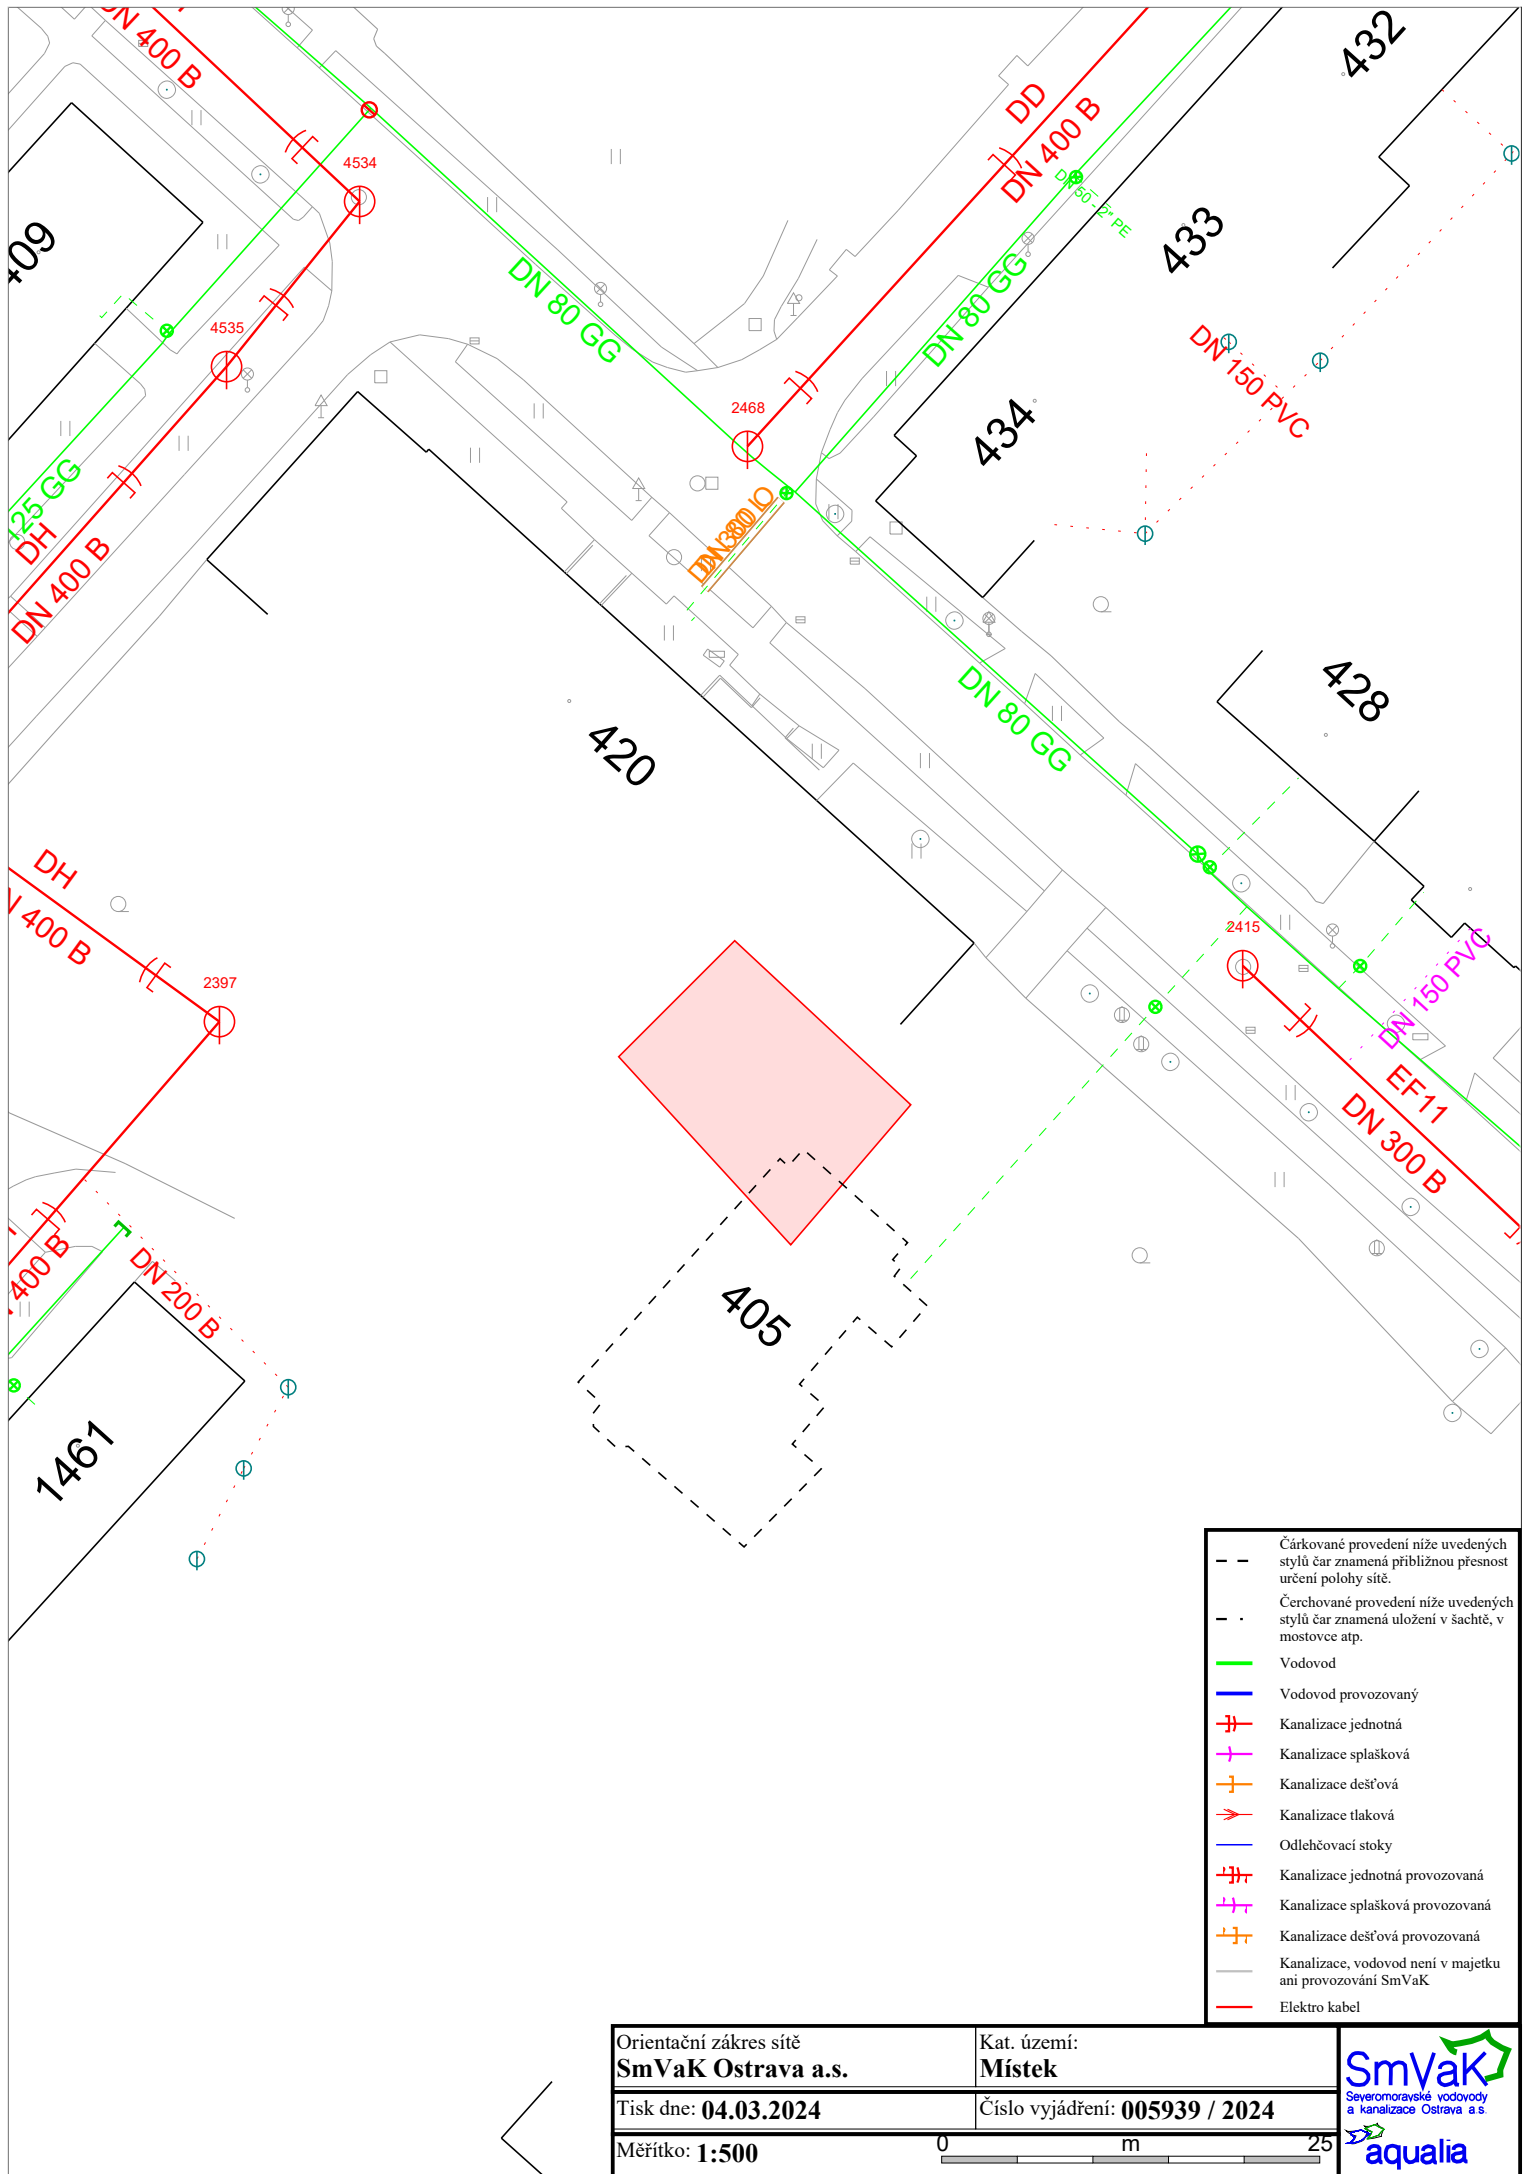 DN 400 B
4534
DD
DN 400 B
432
DN 50 - 2" PE
433
409
4535
DN 80 GG
DN 80 GG
DN 150 PVC
2468
434
125 GG
DH
DN 400 B
DN 80 GG
428
420
DH
N 400 B
2397
2415
DN 150 PVC
EF11
DN 300 B
400 B
DN 200 B
405
1461
Čárkované provedení níže uvedených
stylů čar znamená přibližnou přesnost
určení polohy sítě.
Čerchované provedení níže uvedených
stylů čar znamená uložení v šachtě, v
mostovce atp.
Vodovod
Vodovod provozovaný
Kanalizace jednotná
Kanalizace splašková
Kanalizace dešťová
Kanalizace tlaková
Odlehčovací stoky
Kanalizace jednotná provozovaná
Kanalizace splašková provozovaná
Kanalizace dešťová provozovaná
Kanalizace, vodovod není v majetku
ani provozování SmVaK
Elektro kabel
Orientační zákres sítě
SmVaK Ostrava a.s.
Kat. území:
Místek
Tisk dne: 04.03.2024
Číslo vyjádření: 005939 / 2024
Měřítko: 1:500
0 m 25
SmVaK
Severomoravské vodovody
a kanalizace Ostrava a.s.
aqualia